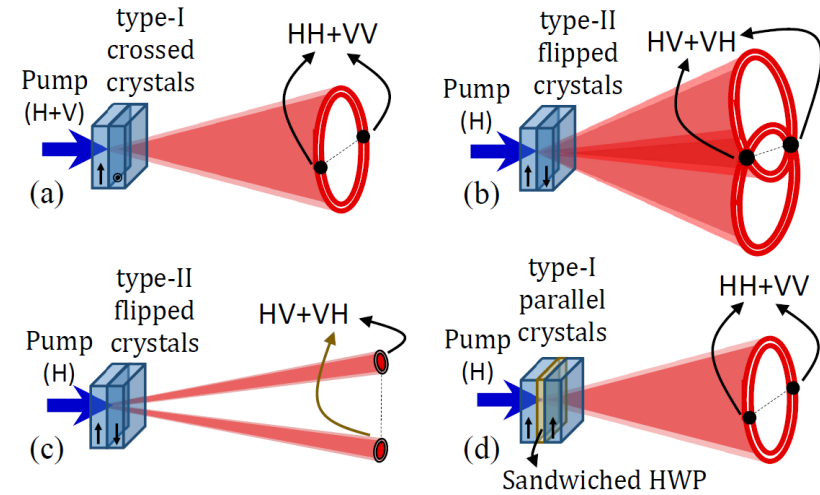 type-I
crossed
crystals
HH+VV
Pump
(H+V)
(a)
type-II
flipped
crystals
HV+VH
Pump
(H)
(b)
type-II
flipped
crystals
HV+VH
Pump
(H)
(c)
type-I
parallel
crystals
HH+VV
Pump
(H)
(d)
Sandwiched HWP